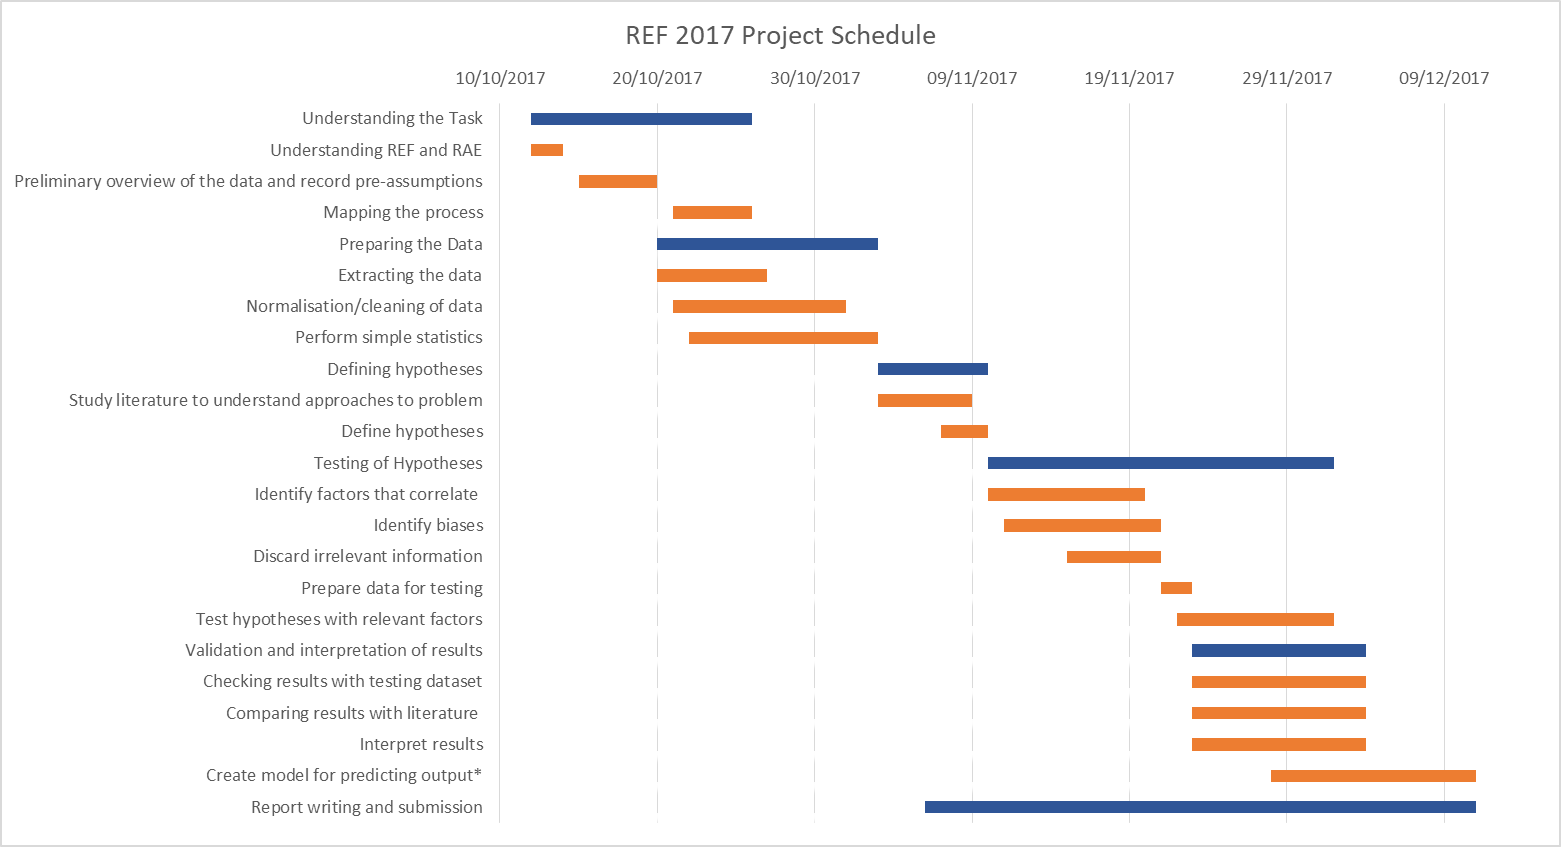 REF 2017 Project Schedule
10/10/2017 20/10/2017 30/10/2017 09/11/2017 19/11/2017 29/11/2017 09/12/2017
Understanding the Task
Understanding REF and RAE
Preliminary overview of the data and record pre-assumptions
Mapping the process
Preparing the Data
Extracting the data
Normalisation/cleaning of data
Perform simple statistics
Defining hypotheses
Study literature to understand approaches to problem
Define hypotheses
Testing of Hypotheses
Identify factors that correlate
Identify biases
Discard irrelevant information
Prepare data for testing
Test hypotheses with relevant factors
Validation and interpretation of results
Checking results with testing dataset
Comparing results with literature
Interpret results
Create model for predicting output*
Report writing and submission